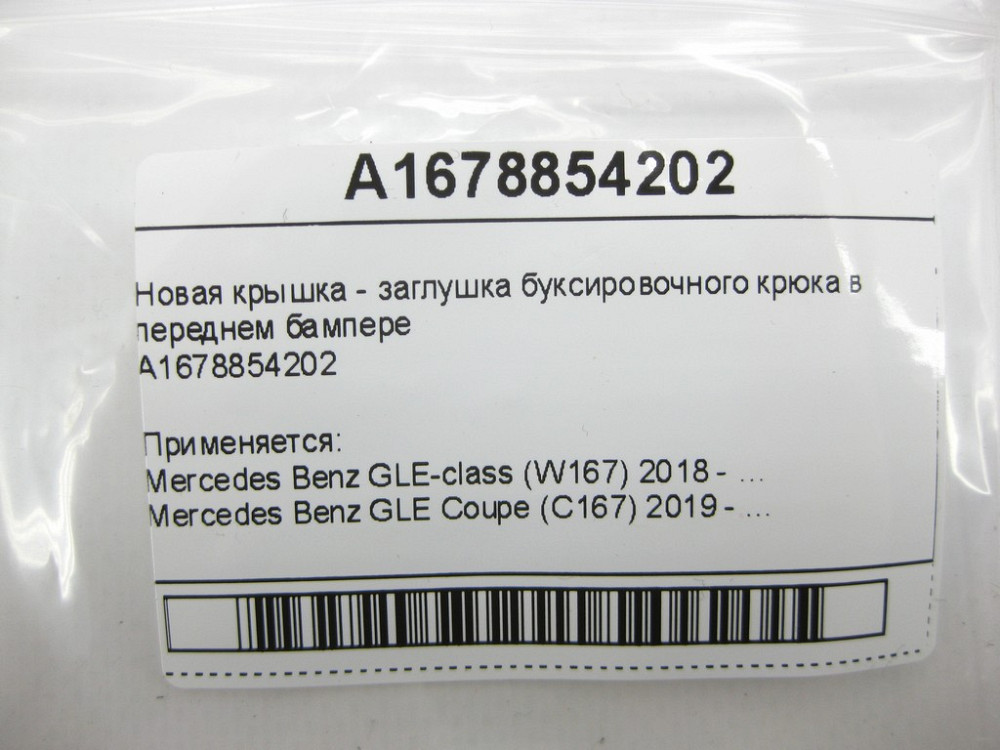 A1678854202
Новая крышка - заглушка буксировочного крюка в
переднем бампере
A1678854202
Применяется:
Mercedes Benz GLE-class (W167) 2018 - ...
Mercedes Benz GLE Coupe (C167) 2019 - ...